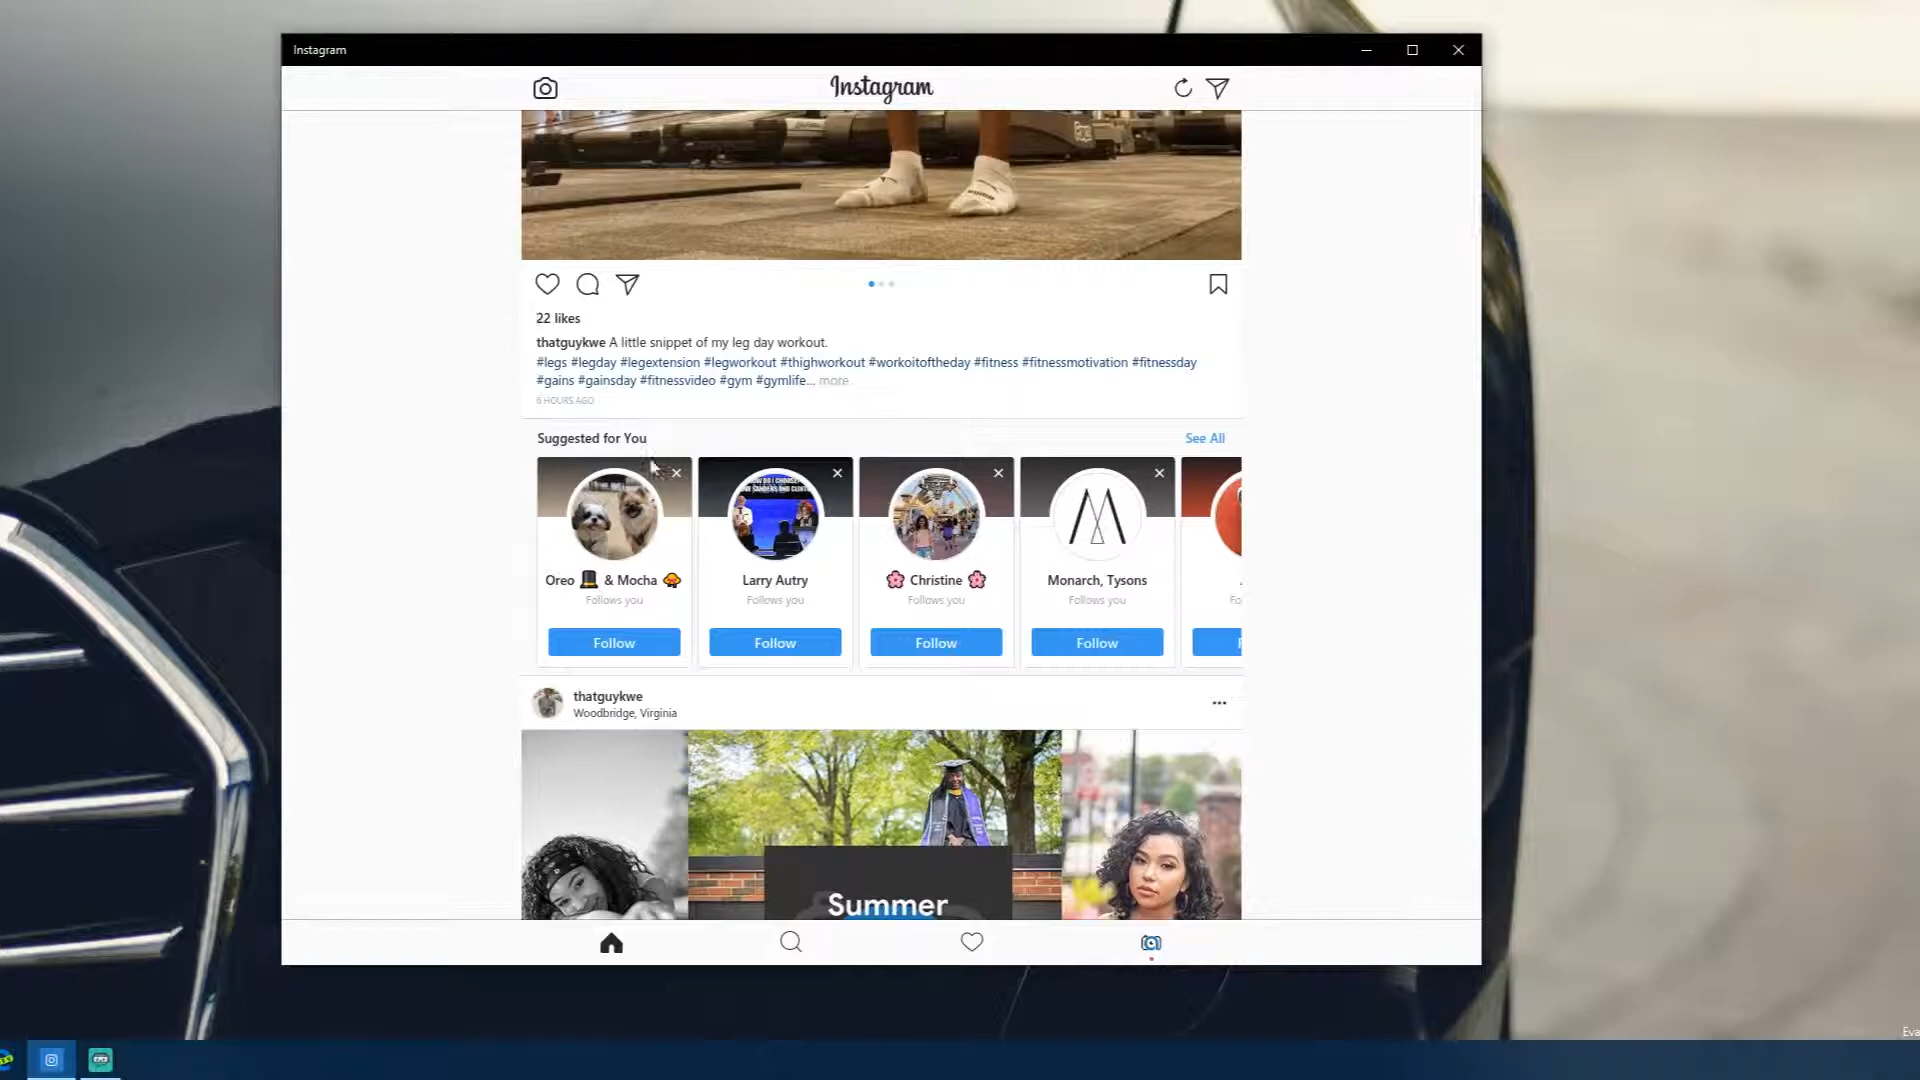 Instagram
Instagram
22 likes
thatguykwe A little snippet of my leg day workout.
#legs #legday #legextension #legworkout #thighworkout #workoitoftheday #fitness #fitnessmotivation #fitnessday
#gains #gainsday #fitnessvideo #gym #gymlife... more
6 HOURS AGO
Suggested for You
See All
Oreo 🎩 & Mocha
Larry Autry
🌸 Christine 🌸
Monarch, Tysons
Follows you
Follows you
Follows you
Follows you
Fo
Follow
Follow
Follow
Follow
F
thatguykwe
Woodbridge, Virginia
Summer
Eva